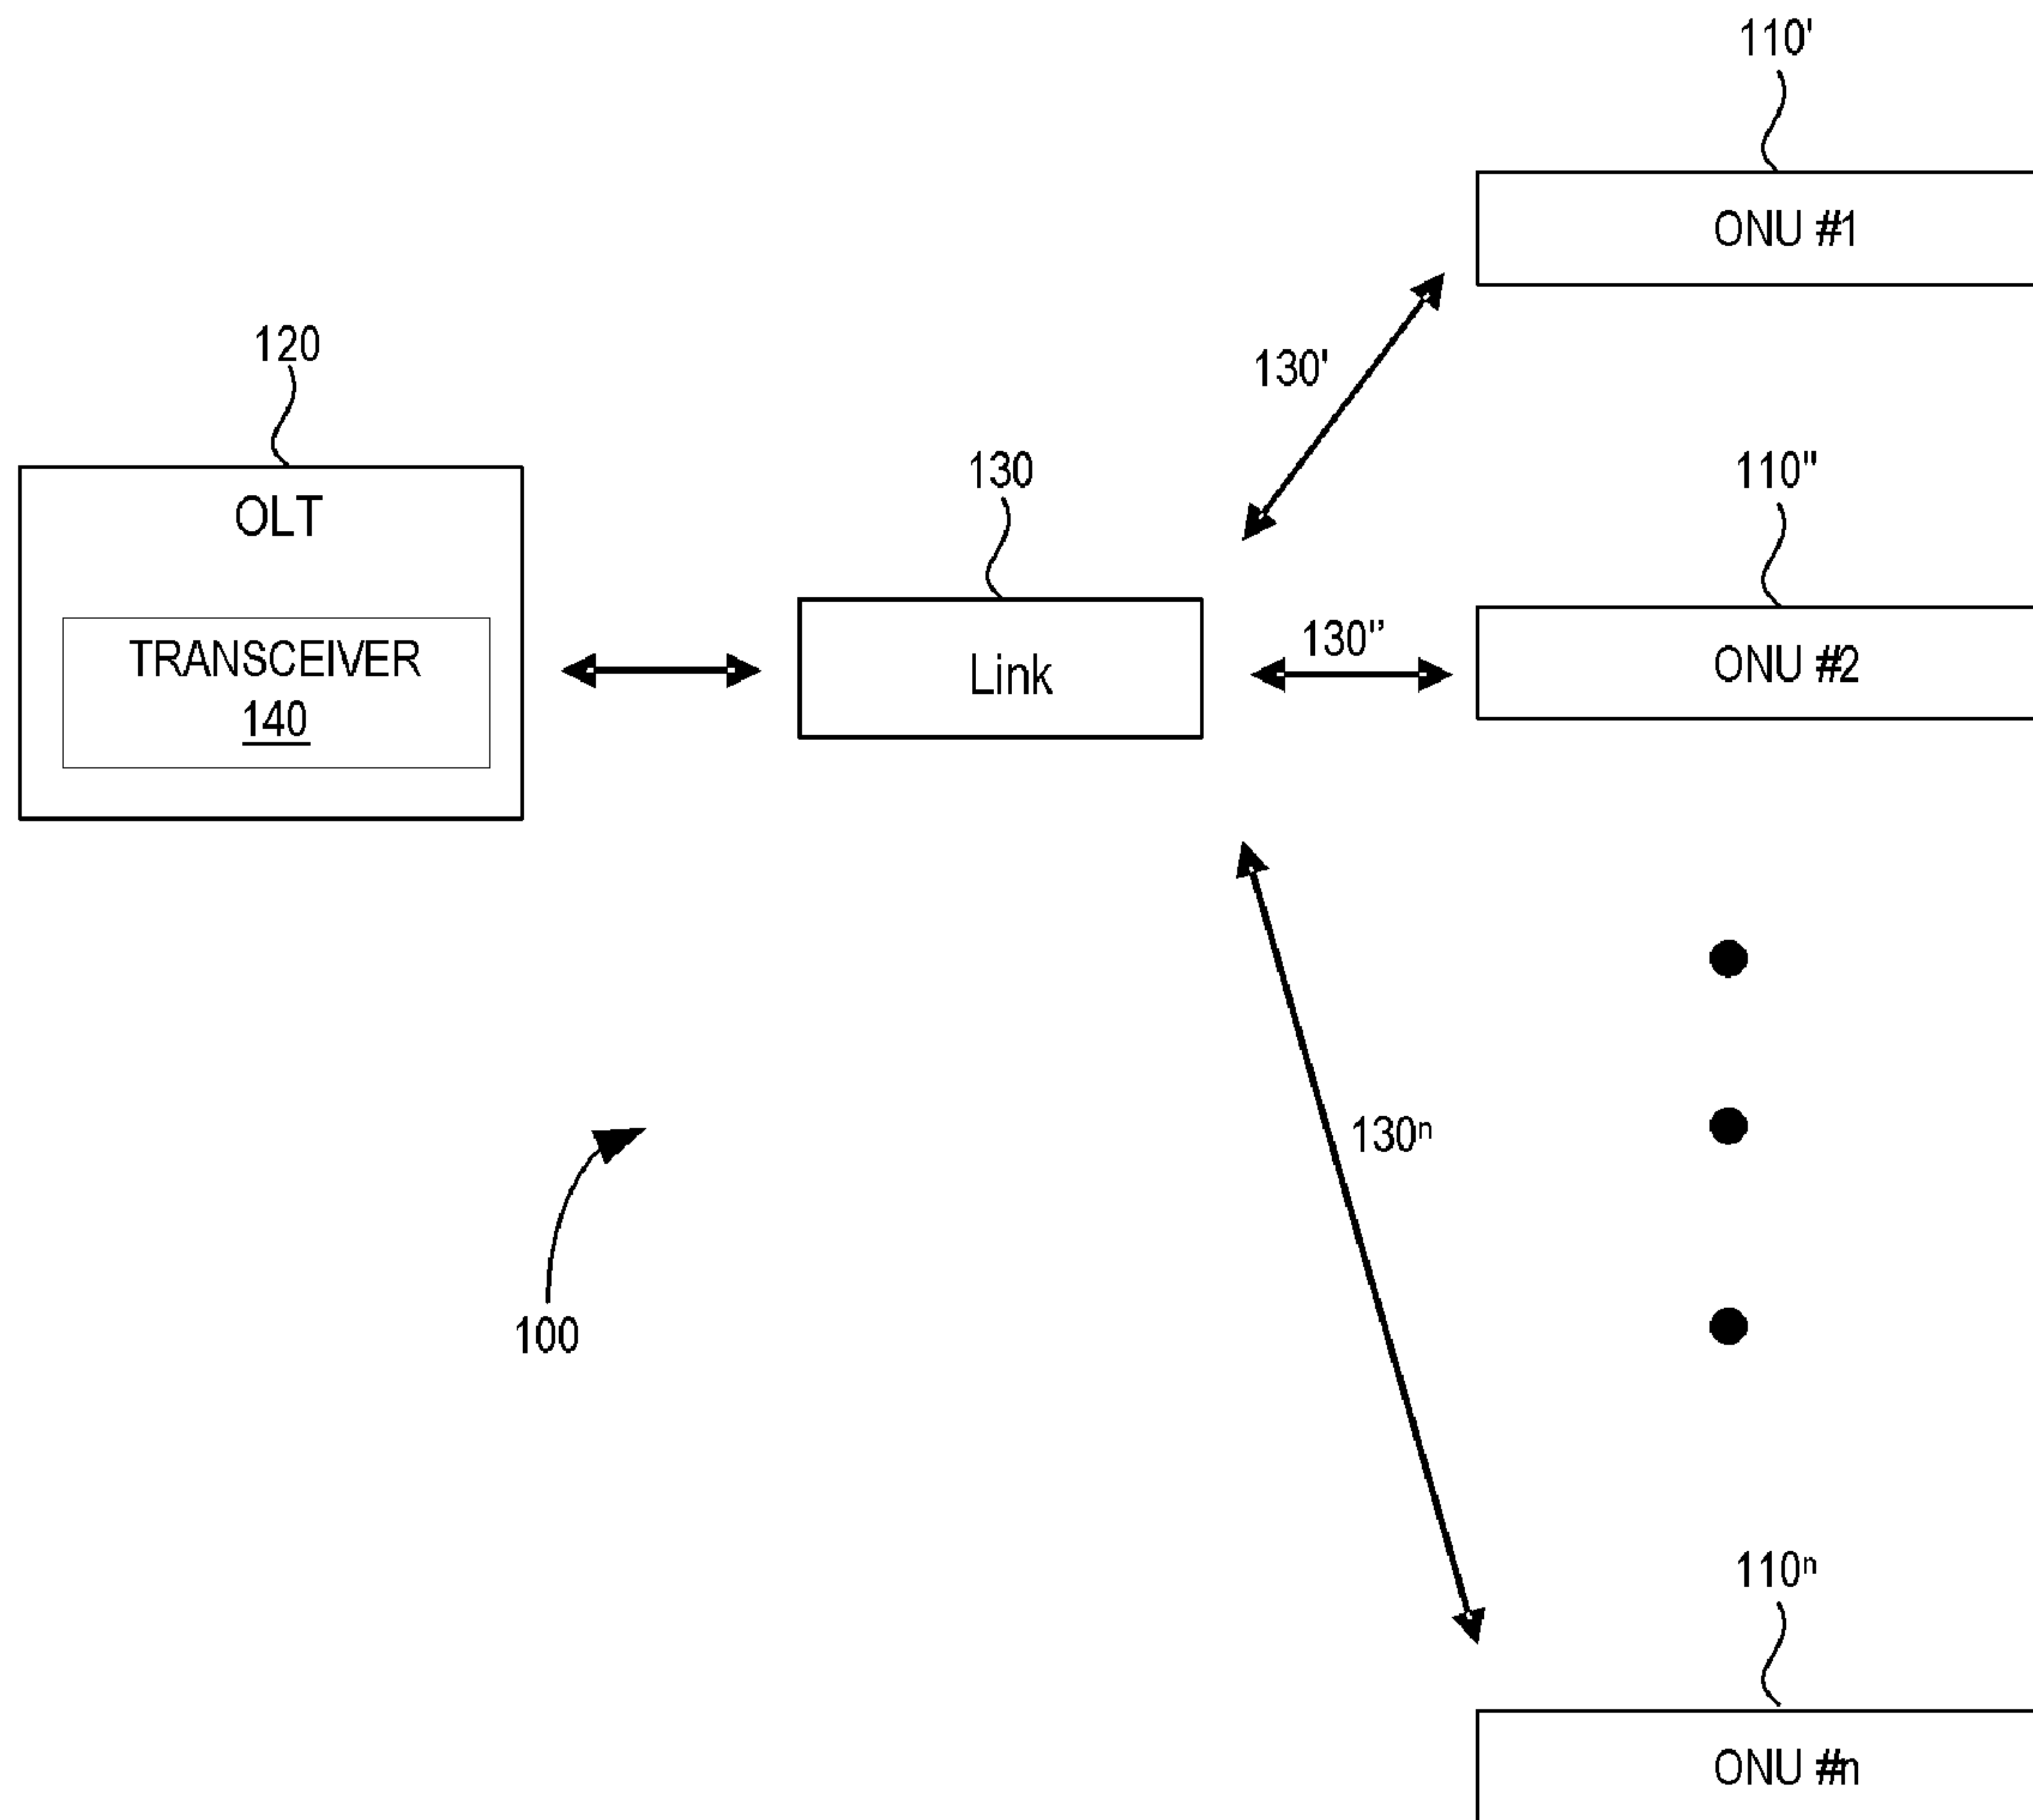 110'
ONU #1
120
130'
OLT
130
110"
TRANSCEIVER
140
Link
130"
ONU #2
130ⁿ
100
110ⁿ
ONU #n